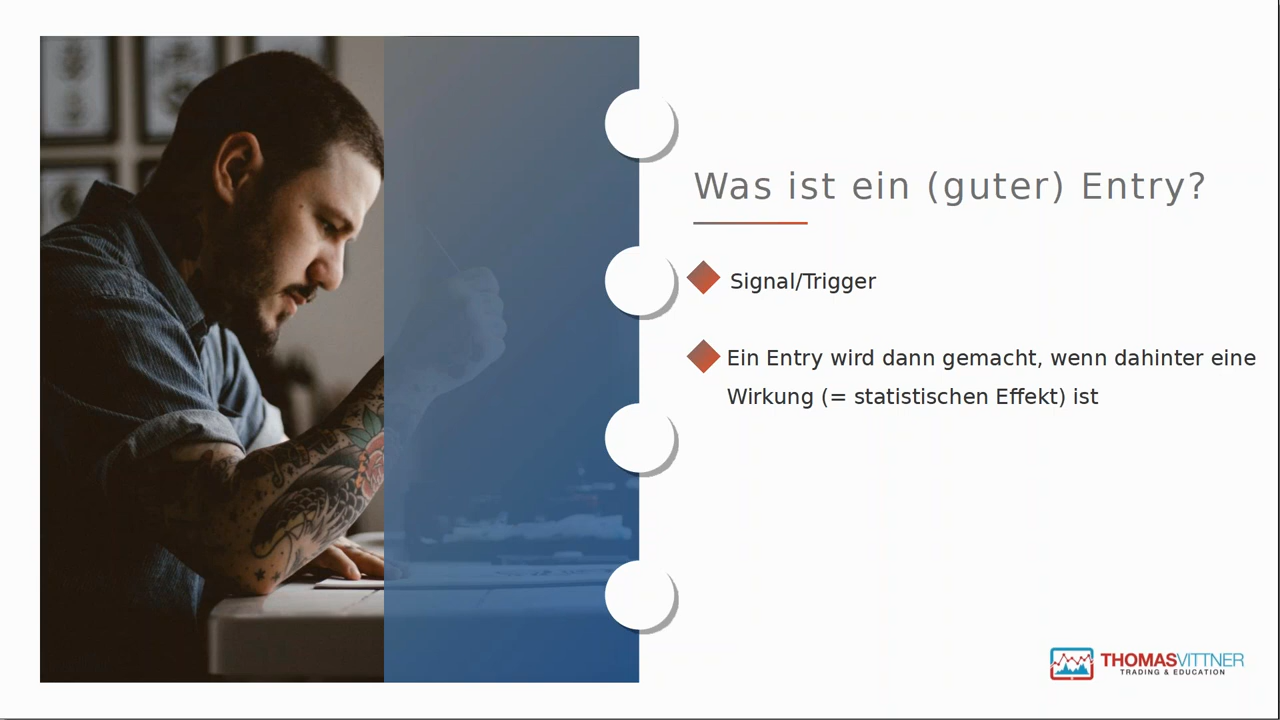 Was ist ein (guter) Entry?
Signal/Trigger
Ein Entry wird dann gemacht, wenn dahinter eine
Wirkung (= statistischen Effekt) ist
THOMASVITTNER
TRADING & EDUCATION